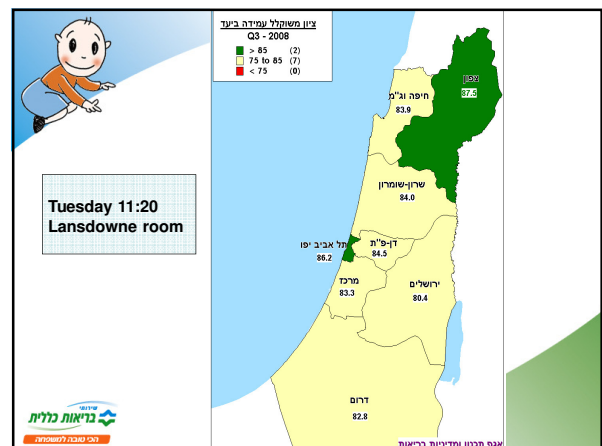 ציון משוקלל עמידה ביעד
Q3 - 2008
> 85 (2)
75 to 85 (7)
< 75 (0)
צפון
87.5
חיפה וג"מ
83.9
שרון-שומרון
84.0
Tuesday 11:20
Lansdowne room
תל אביב יפו
86.2
דן-פ"ת
84.5
מרכז
83.3
ירושלים
80.4
דרום
82.8
שירותי
בריאות כללית
הכי טובה למשפחה
אגף תכנון ומדיניות בריאות